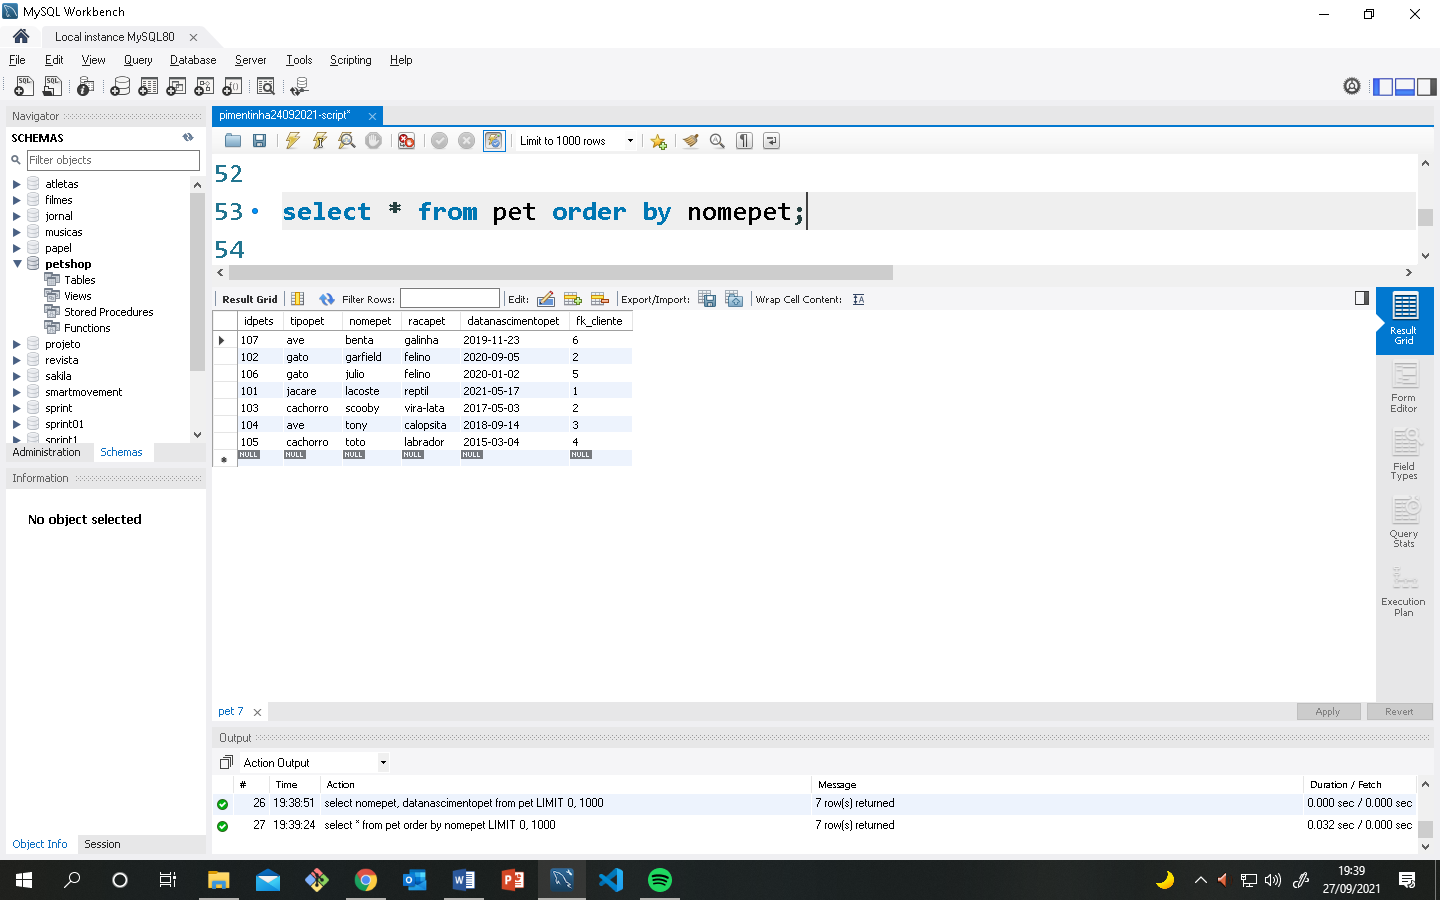 MySQL Workbench
Local instance MySQL80
File Edit View Query Database Server Tools Scripting Help
Navigator
SCHEMAS
Filter objects
atletas
filmes
jornal
musicas
papel
petshop
Tables
Views
Stored Procedures
Functions
projeto
revista
sakila
smartmovement
sprint
sprint01
sprint1
Administration Schemas
Information
No object selected
Object Info Session
pimentinha24092021-script*
Limit to 1000 rows
52
53 select * from pet order by nomepet;
54
Result Grid Filter Rows: Edit: Export/Import: Wrap Cell Content:
idpets tipopet nomepet racapet datanascimentopet fk_cliente
107 ave benta galinha 2019-11-23 6
102 gato garfield felino 2020-09-05 2
106 gato julio felino 2020-01-02 5
101 jacare lacoste reptil 2021-05-17 1
103 cachorro scooby vira-lata 2017-05-03 2
104 ave tony calopsita 2018-09-14 3
105 cachorro toto labrador 2015-03-04 4
NULL NULL NULL NULL NULL NULL
Result
Grid
Form
Editor
Field
Types
Query
Stats
Execution
Plan
pet 7
Apply Revert
Output
Action Output
# Time Action Message Duration / Fetch
26 19:38:51 select nomepet, datanascimentopet from pet LIMIT 0, 1000 7 row(s) returned 0.000 sec / 0.000 sec
27 19:39:24 select * from pet order by nomepet LIMIT 0, 1000 7 row(s) returned 0.032 sec / 0.000 sec
19:39
27/09/2021